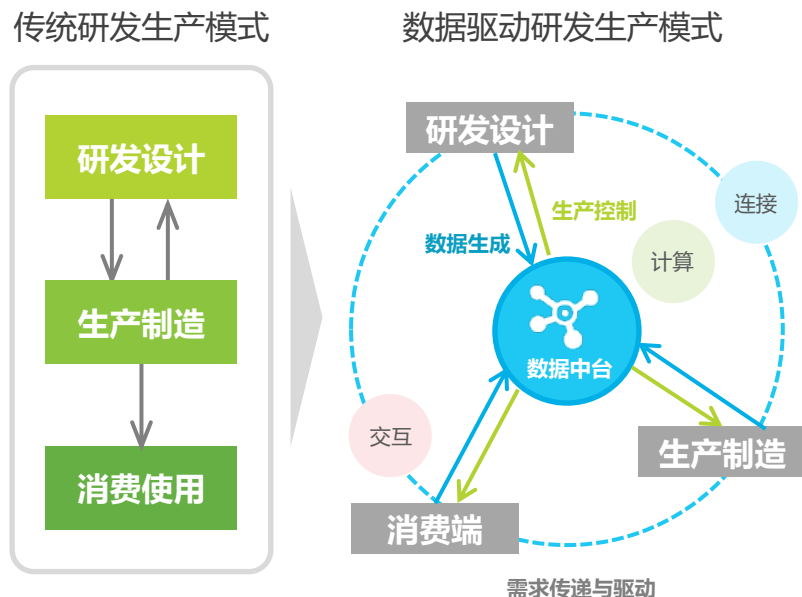 传统研发生产模式
数据驱动研发生产模式
研发设计
生产制造
消费使用
研发设计
生产控制
数据生成
连接
计算
数据中台
交互
生产制造
消费端
需求传递与驱动